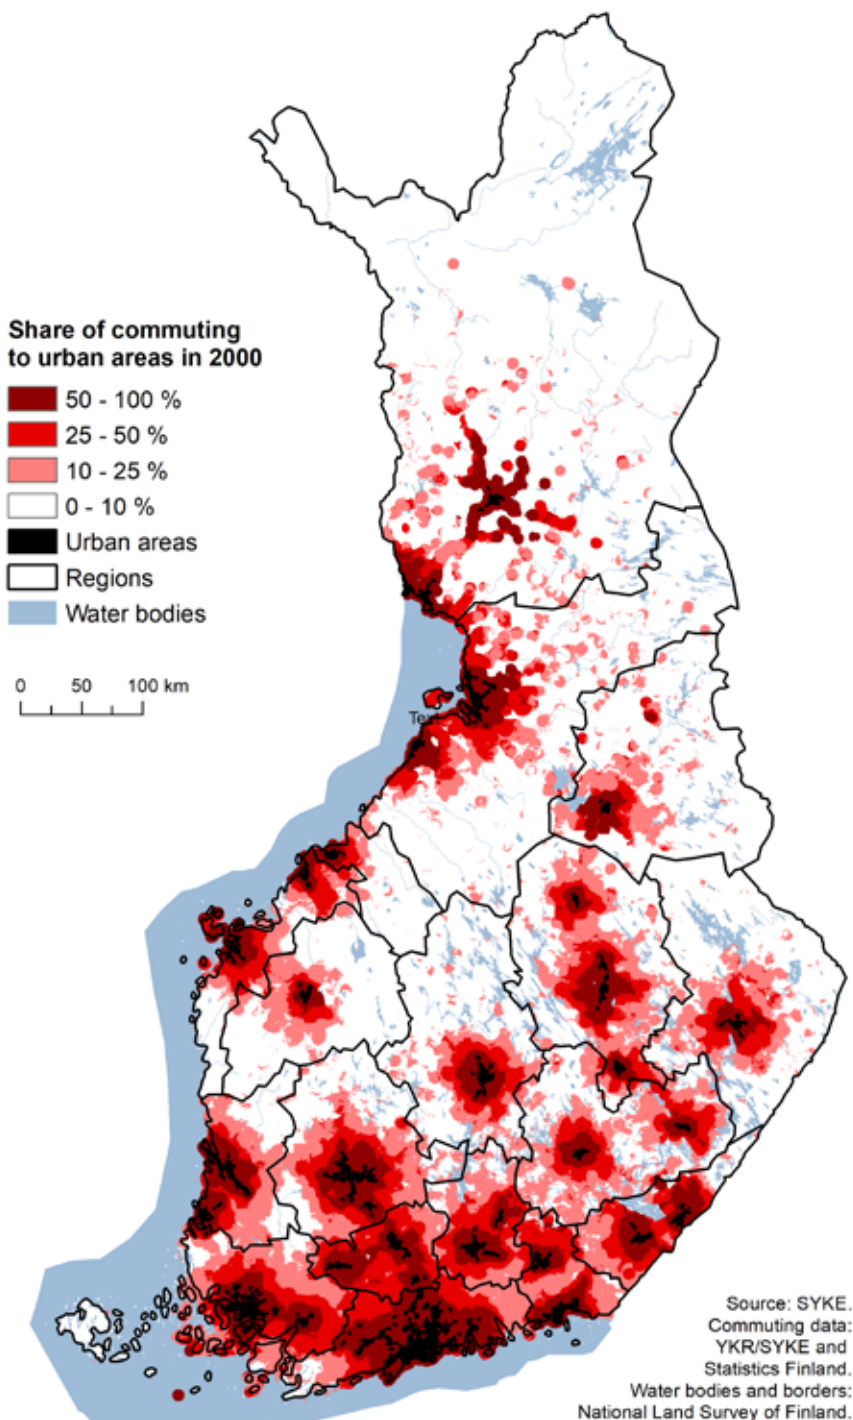 Share of commuting
to urban areas in 2000
50 - 100 %
25 - 50 %
10 - 25 %
0 - 10 %
Urban areas
Regions
Water bodies
0 50 100 km
Text
Source: SYKE.
Commuting data:
YKR/SYKE and
Statistics Finland.
Water bodies and borders:
National Land Survey of Finland.